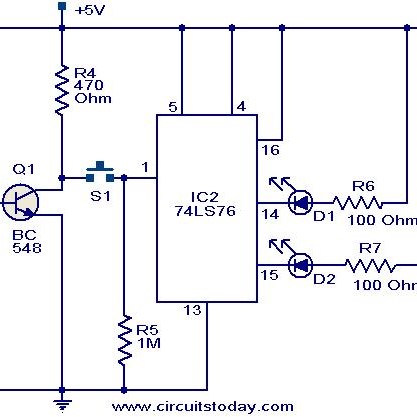 +5V
R4
470
Ohm
5
4
16
Q1
1
S1
IC2
74LS76
R6
14
D1
100 Ohm
BC
548
R7
15
D2
100 Ohm
13
R5
1M
www.circuitstoday.com